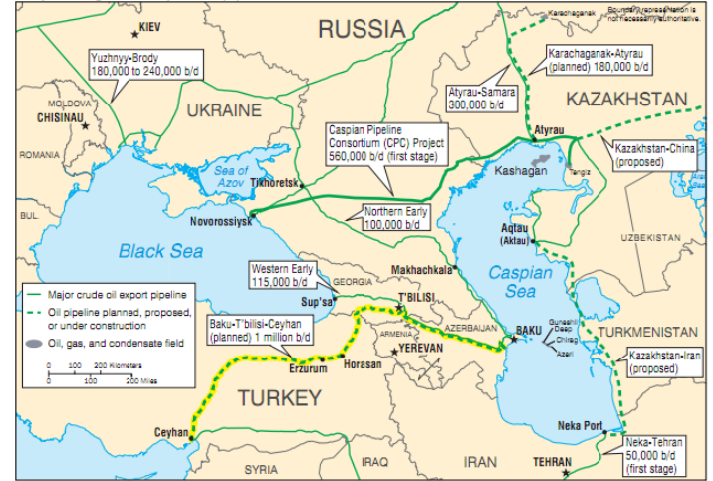 Karachaganak
Boundary representation is
not necessarily authoritative.
KIEV
RUSSIA
Yuzhnyy-Brody
180,000 to 240,000 b/d
Karachagarak-Atyrau
(planned) 180,000 b/d
Atyrau-Samara
300,000 b/d
KAZAKHSTAN
MOLDOVA
CHISINAU
UKRAINE
Caspian Pipeline
Consortium (CPC) Project
560,000 b/d (first stage)
Atyrau
Kazakhstan-China
(proposed)
ROMANIA
Sea of
Azov
Tikhoretsk
Kashagan
Tengiz
Aral
Sea
BUL.
Novorossiysk
Northern Early
100,000 b/d
Aqtau
(Aktau)
UZBEKISTAN
Black Sea
Western Early
115,000 b/d
Makhachkala
Caspian
Sea
GEORGIA
Major crude oil export pipeline
Oil pipeline planned, proposed,
or under construction
Oil, gas, and condensate field
0 100 200 Kilometers
0 100 200 Miles
Sup'sa
T'BILISI
Baku-T'bilisi-Ceyhan
(planned) 1 million b/d
ARMENIA
AZERBAIJAN
BAKU
Gunashli
Deep
Chirag
Azeri
TURKMENISTAN
YEREVAN
Erzurum
Horasan
Kazakhstan-Iran
(proposed)
TURKEY
Ceyhan
Neka Port
Neka-Tehran
50,000 b/d
(first stage)
SYRIA
IRAQ
IRAN
TEHRAN